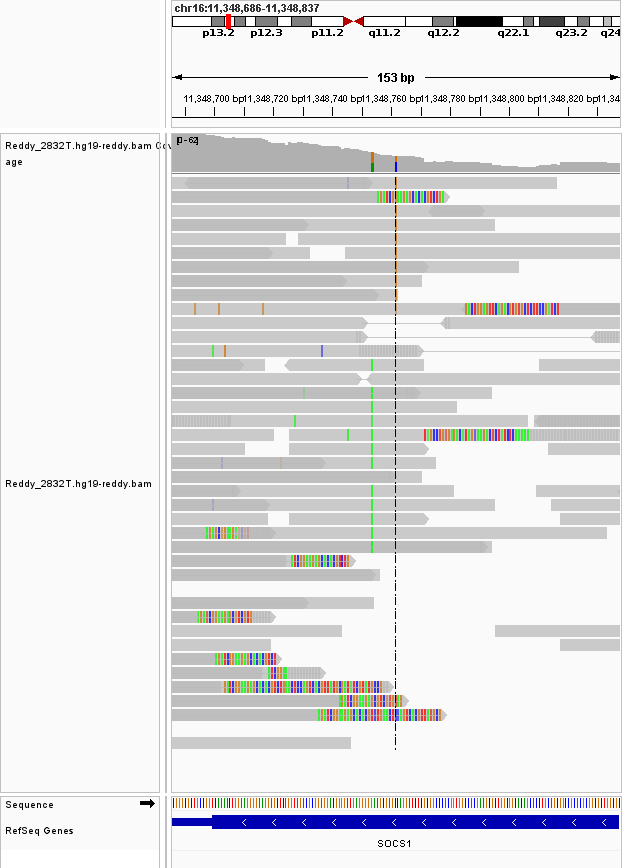 chr16:11,348,686-11,348,837
p13.2 p12.3 p11.2 q11.2 q12.2 q22.1 q23.2 q24
153 bp
11,348,700 bp 11,348,720 bp 11,348,740 bp 11,348,760 bp 11,348,780 bp 11,348,800 bp 11,348,820 bp 11,34
Reddy_2832T.hg19-reddy.bam Cov
age
[0-62]
Reddy_2832T.hg19-reddy.bam
Sequence
RefSeq Genes
SOCS1